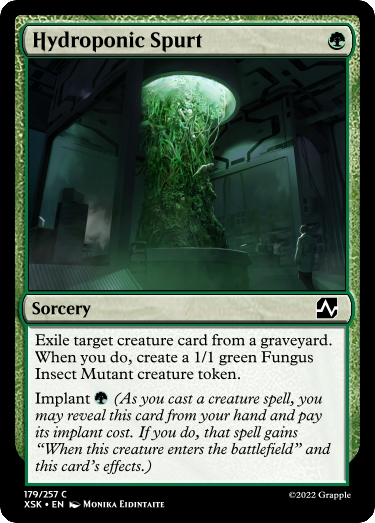 Hydroponic Spurt
Sorcery
Exile target creature card from a graveyard.
When you do, create a 1/1 green Fungus
Insect Mutant creature token.
Implant (As you cast a creature spell, you
may reveal this card from your hand and pay
its implant cost. If you do, that spell gains
“When this creature enters the battlefield” and
this card’s effects.)
179/257 C
XSK • EN Monika Eidintaite
©2022 Grapple